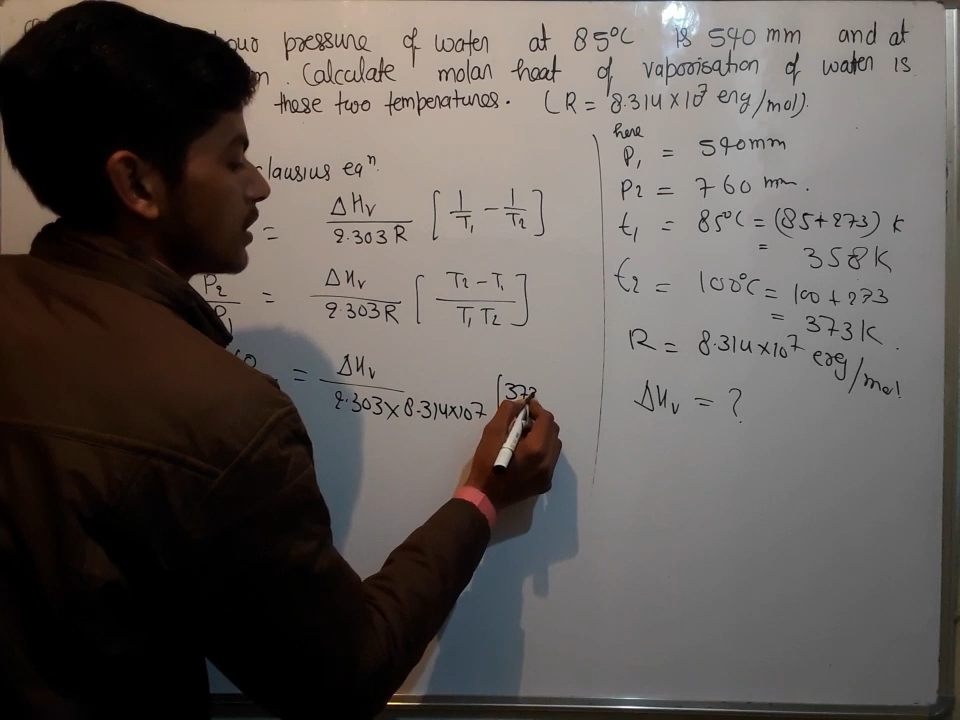 pressure of water at 85°C is 540 mm and at
Calculate molar heat of vaporisation of water is
these two temperatures. (R = 8.314×10⁷ erg/mol).
eqⁿ
= ΔHv / 2.303 R [ 1/T₁ − 1/T₂ ]
P₂/P₁ = ΔHv / 2.303 R [ T₂ − T₁ / T₁ T₂ ]
= ΔHv / 2.303 × 8.314×10⁷ [ 373
here
P₁ = 540 mm
P₂ = 760 mm.
t₁ = 85°C = (85+273) K
= 358 K
t₂ = 100°C = 100 + 273
= 373 K.
R = 8.314×10⁷ erg/mol
ΔHv = ?